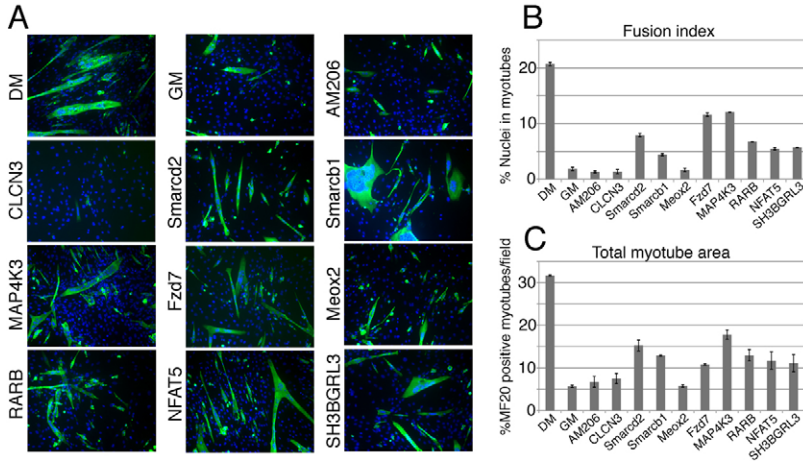 A
DM
GM
AM206
CLCN3
Smarcd2
Smarcb1
MAP4K3
Fzd7
Meox2
RARB
NFAT5
SH3BGRL3
B
Fusion index
% Nuclei in myotubes
20
10
0
DM
GM
AM206
CLCN3
Smarcd2
Smarcb1
Meox2
Fzd7
MAP4K3
RARB
NFAT5
SH3BGRL3
C
Total myotube area
%MF20 positive myotubes/field
30
20
10
0
DM
GM
AM206
CLCN3
Smarcd2
Smarcb1
Meox2
Fzd7
MAP4K3
RARB
NFAT5
SH3BGRL3